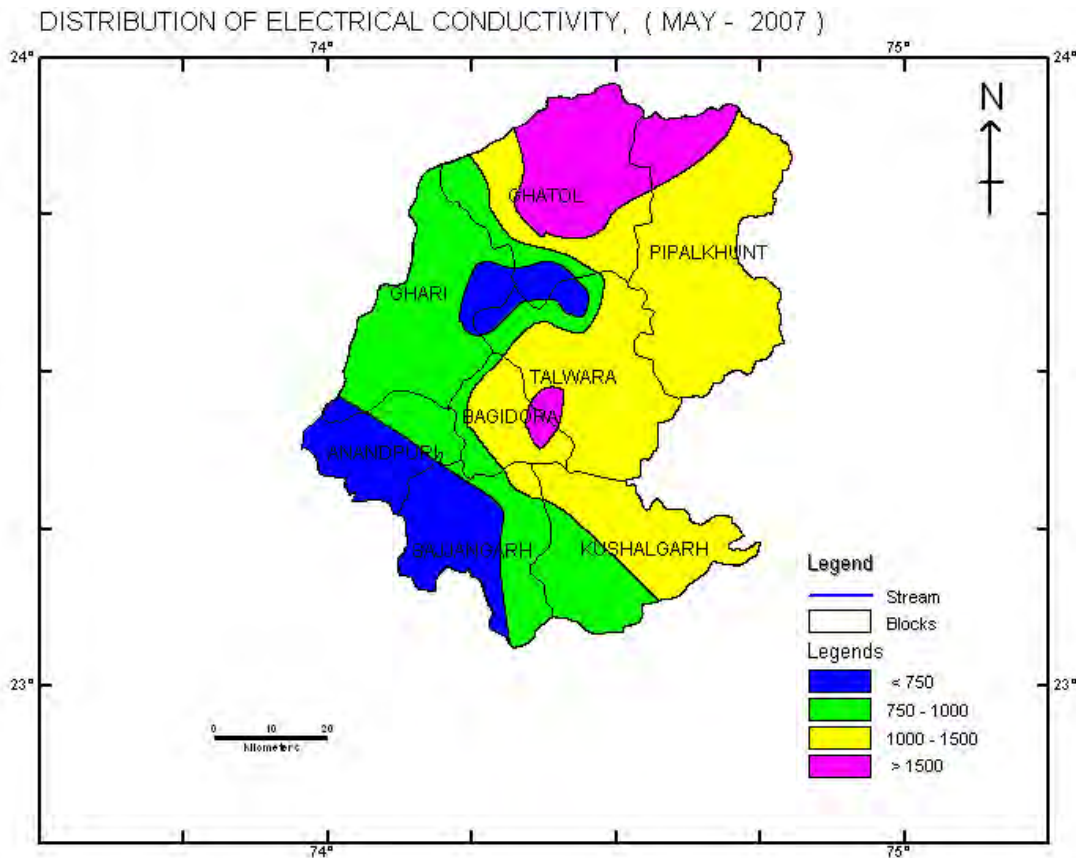 DISTRIBUTION OF ELECTRICAL CONDUCTIVITY, ( MAY - 2007 )
74° 75°
24° 24°
N
GHATOL
PIPALKHUNT
GHARI
TALWARA
BAGIDORA
ANANDPURI
SAJJANGARH KUSHALGARH
Legend
Stream
Blocks
Legends
< 750
750 - 1000
1000 - 1500
> 1500
23° 23°
0 10 20
kilometers
74° 75°